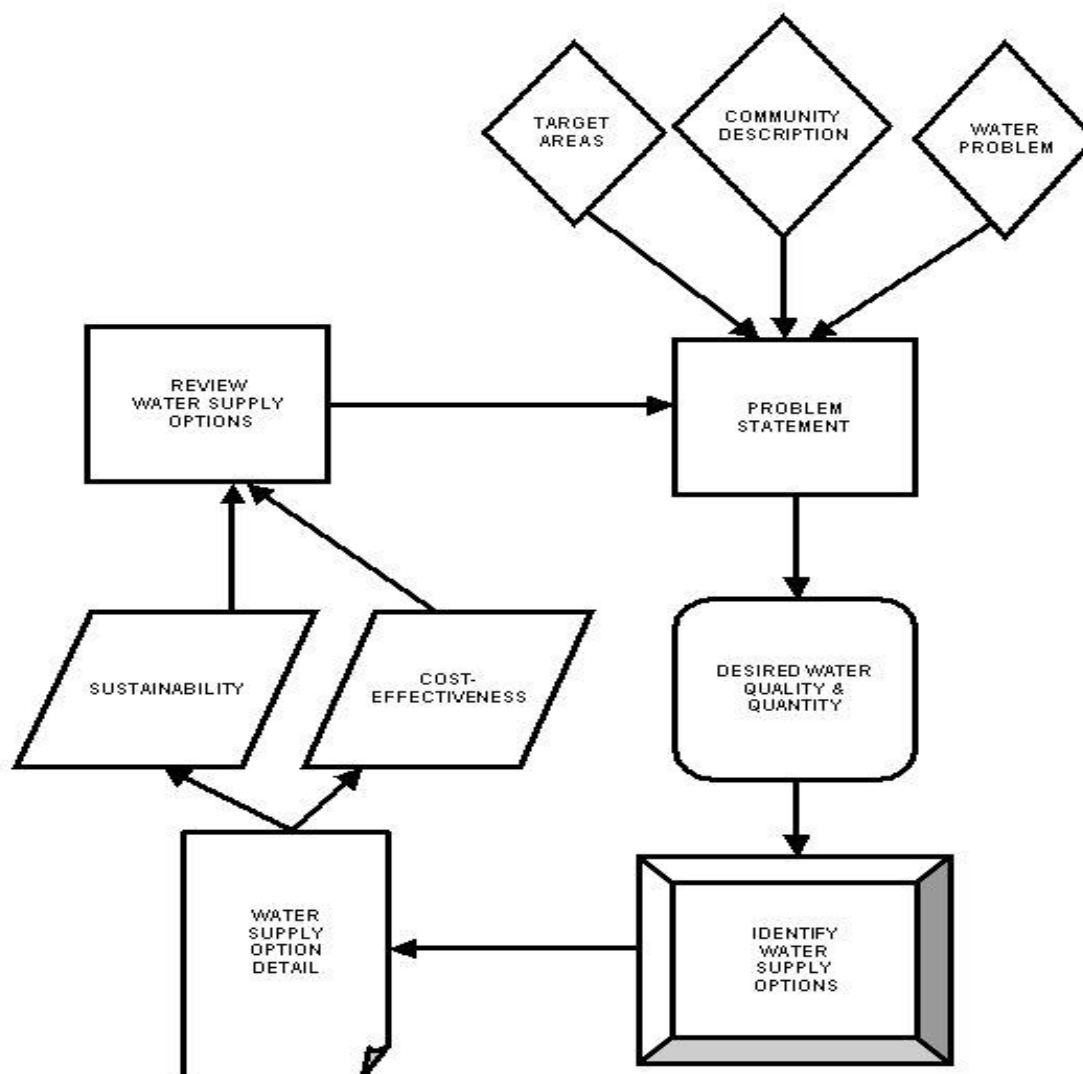 TARGET
AREAS
COMMUNITY
DESCRIPTION
WATER
PROBLEM
REVIEW
WATER SUPPLY
OPTIONS
PROBLEM
STATEMENT
SUSTAINABILITY
COST-
EFFECTIVENESS
DESIRED WATER
QUALITY &
QUANTITY
WATER
SUPPLY
OPTION
DETAIL
IDENTIFY
WATER
SUPPLY
OPTIONS